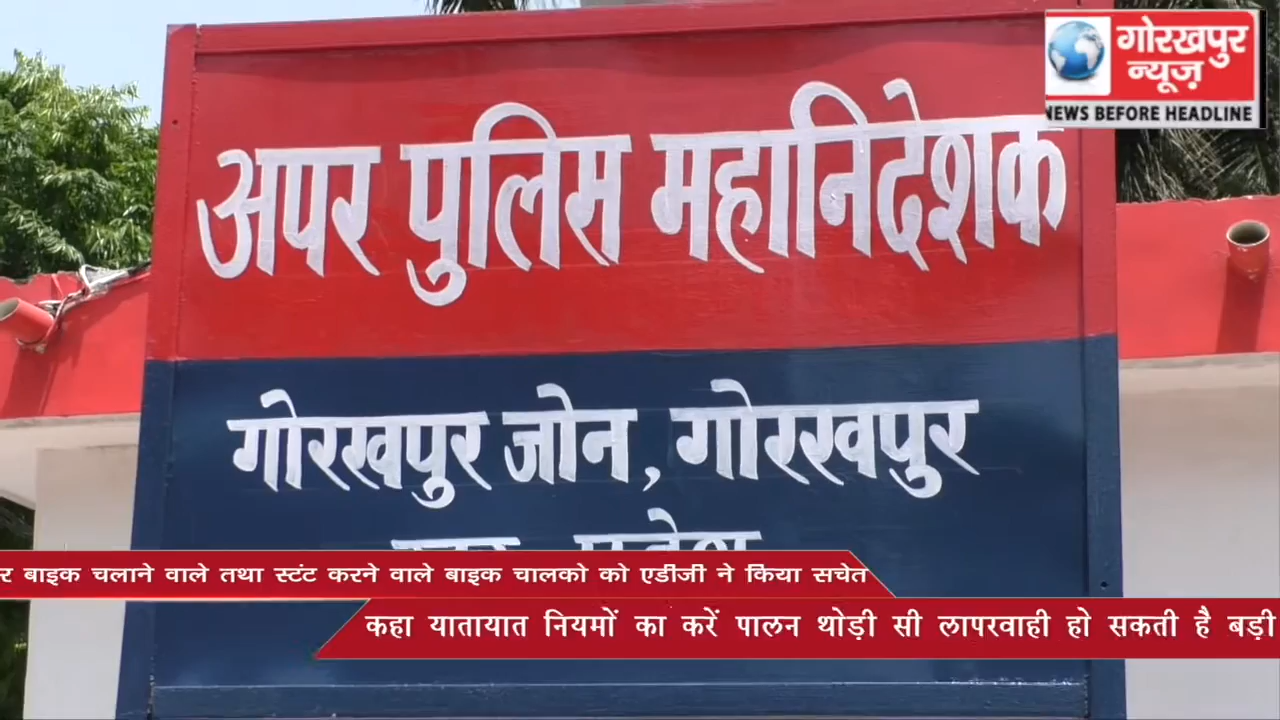 गोरखपुर
न्यूज़
NEWS BEFORE HEADLINE
अपर पुलिस महानिदेशक
गोरखपुर जोन, गोरखपुर
बाइक चलाने वाले तथा स्टंट करने वाले बाइक चालको को एडीजी ने किया सचेत
कहा यातायात नियमों का करें पालन थोड़ी सी लापरवाही हो सकती है बड़ी